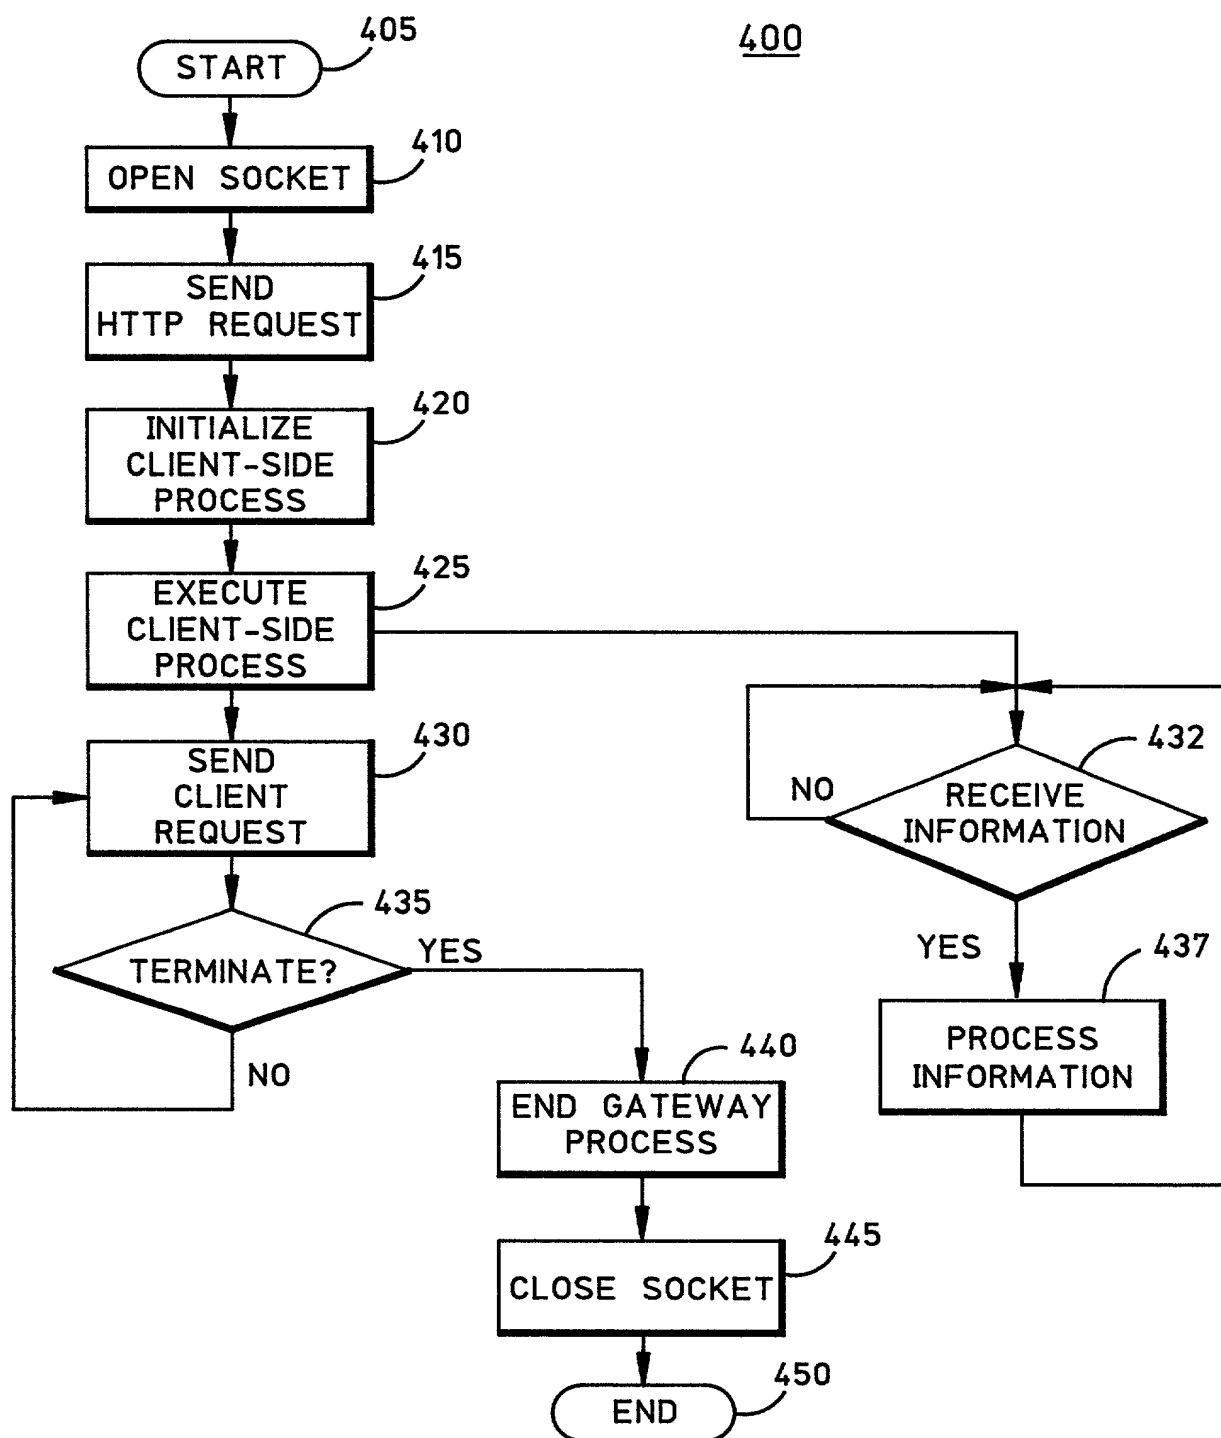 400
START
405
OPEN SOCKET
410
SEND
HTTP REQUEST
415
INITIALIZE
CLIENT-SIDE
PROCESS
420
EXECUTE
CLIENT-SIDE
PROCESS
425
SEND
CLIENT
REQUEST
430
TERMINATE?
435
YES
NO
RECEIVE
INFORMATION
432
NO
YES
PROCESS
INFORMATION
437
END GATEWAY
PROCESS
440
CLOSE SOCKET
445
END
450